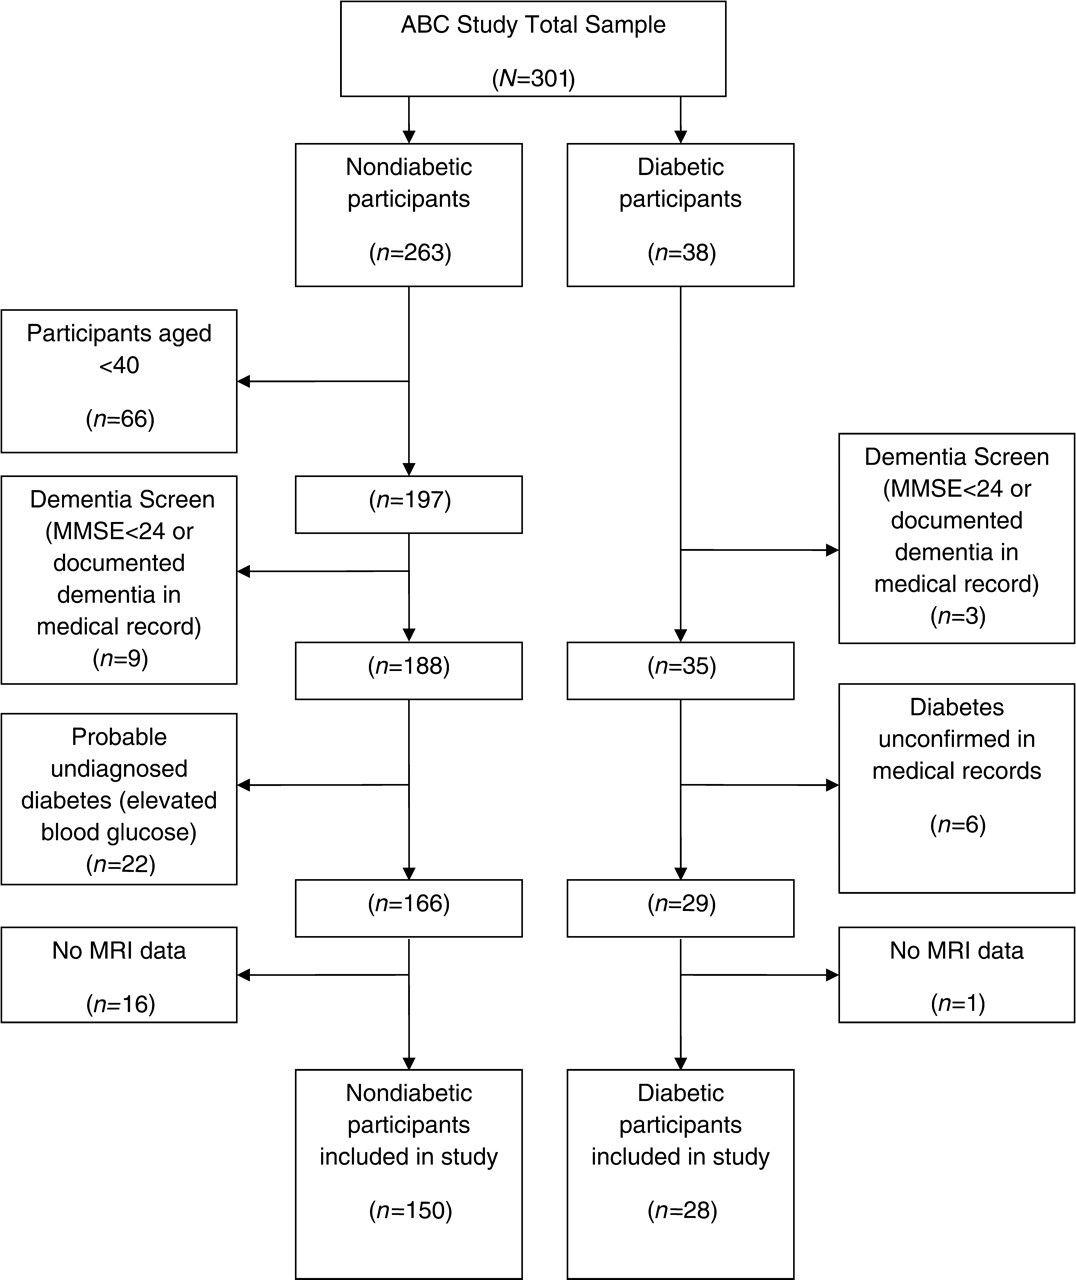 ABC Study Total Sample
(N=301)
Nondiabetic
participants
(n=263)
Diabetic
participants
(n=38)
Participants aged
<40
(n=66)
(n=197)
Dementia Screen
(MMSE<24 or
documented
dementia in
medical record)
(n=9)
Dementia Screen
(MMSE<24 or
documented
dementia in
medical record)
(n=3)
(n=188)
(n=35)
Probable
undiagnosed
diabetes (elevated
blood glucose)
(n=22)
Diabetes
unconfirmed in
medical records
(n=6)
(n=166)
(n=29)
No MRI data
(n=16)
No MRI data
(n=1)
Nondiabetic
participants
included in study
(n=150)
Diabetic
participants
included in study
(n=28)